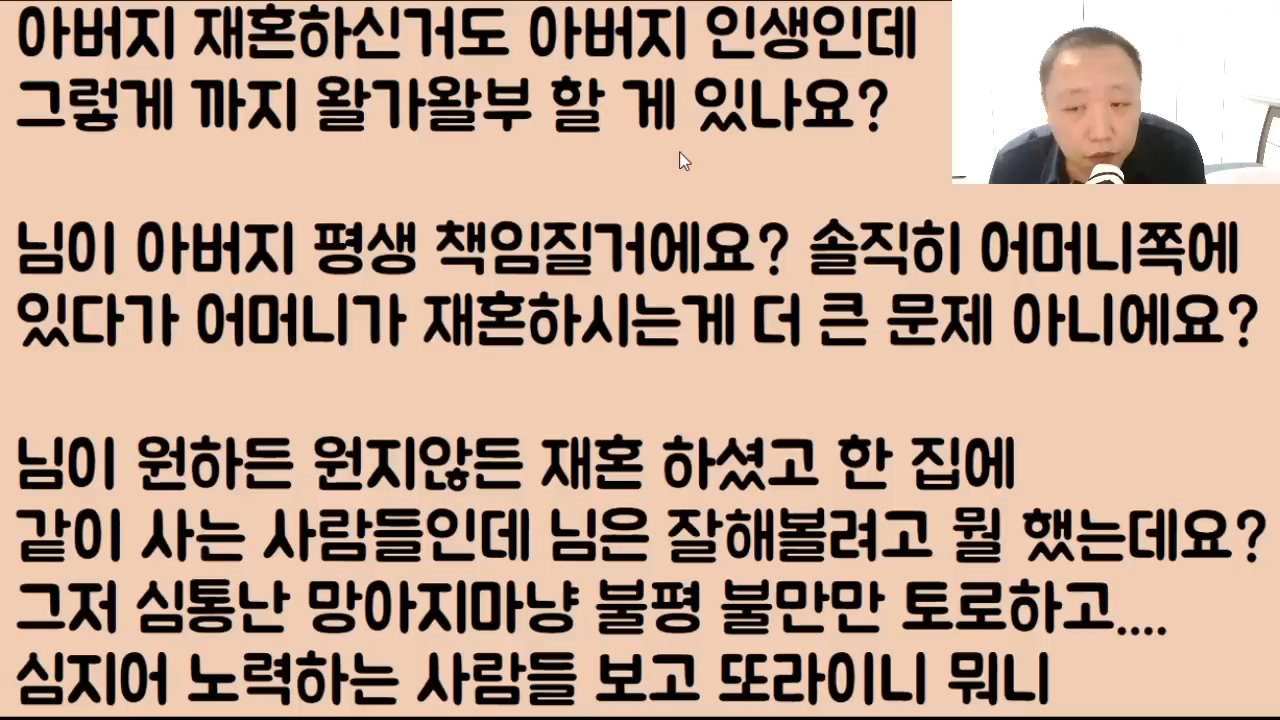 아버지 재혼하신거도 아버지 인생인데
그렇게 까지 왈가왈부 할 게 있나요?
님이 아버지 평생 책임질거에요? 솔직히 어머니쪽에
있다가 어머니가 재혼하시는게 더 큰 문제 아니에요?
님이 원하든 원지않든 재혼 하셨고 한 집에
같이 사는 사람들인데 님은 잘해볼려고 뭘 했는데요?
그저 심통난 망아지마냥 불평 불만만 토로하고....
심지어 노력하는 사람들 보고 또라이니 뭐니